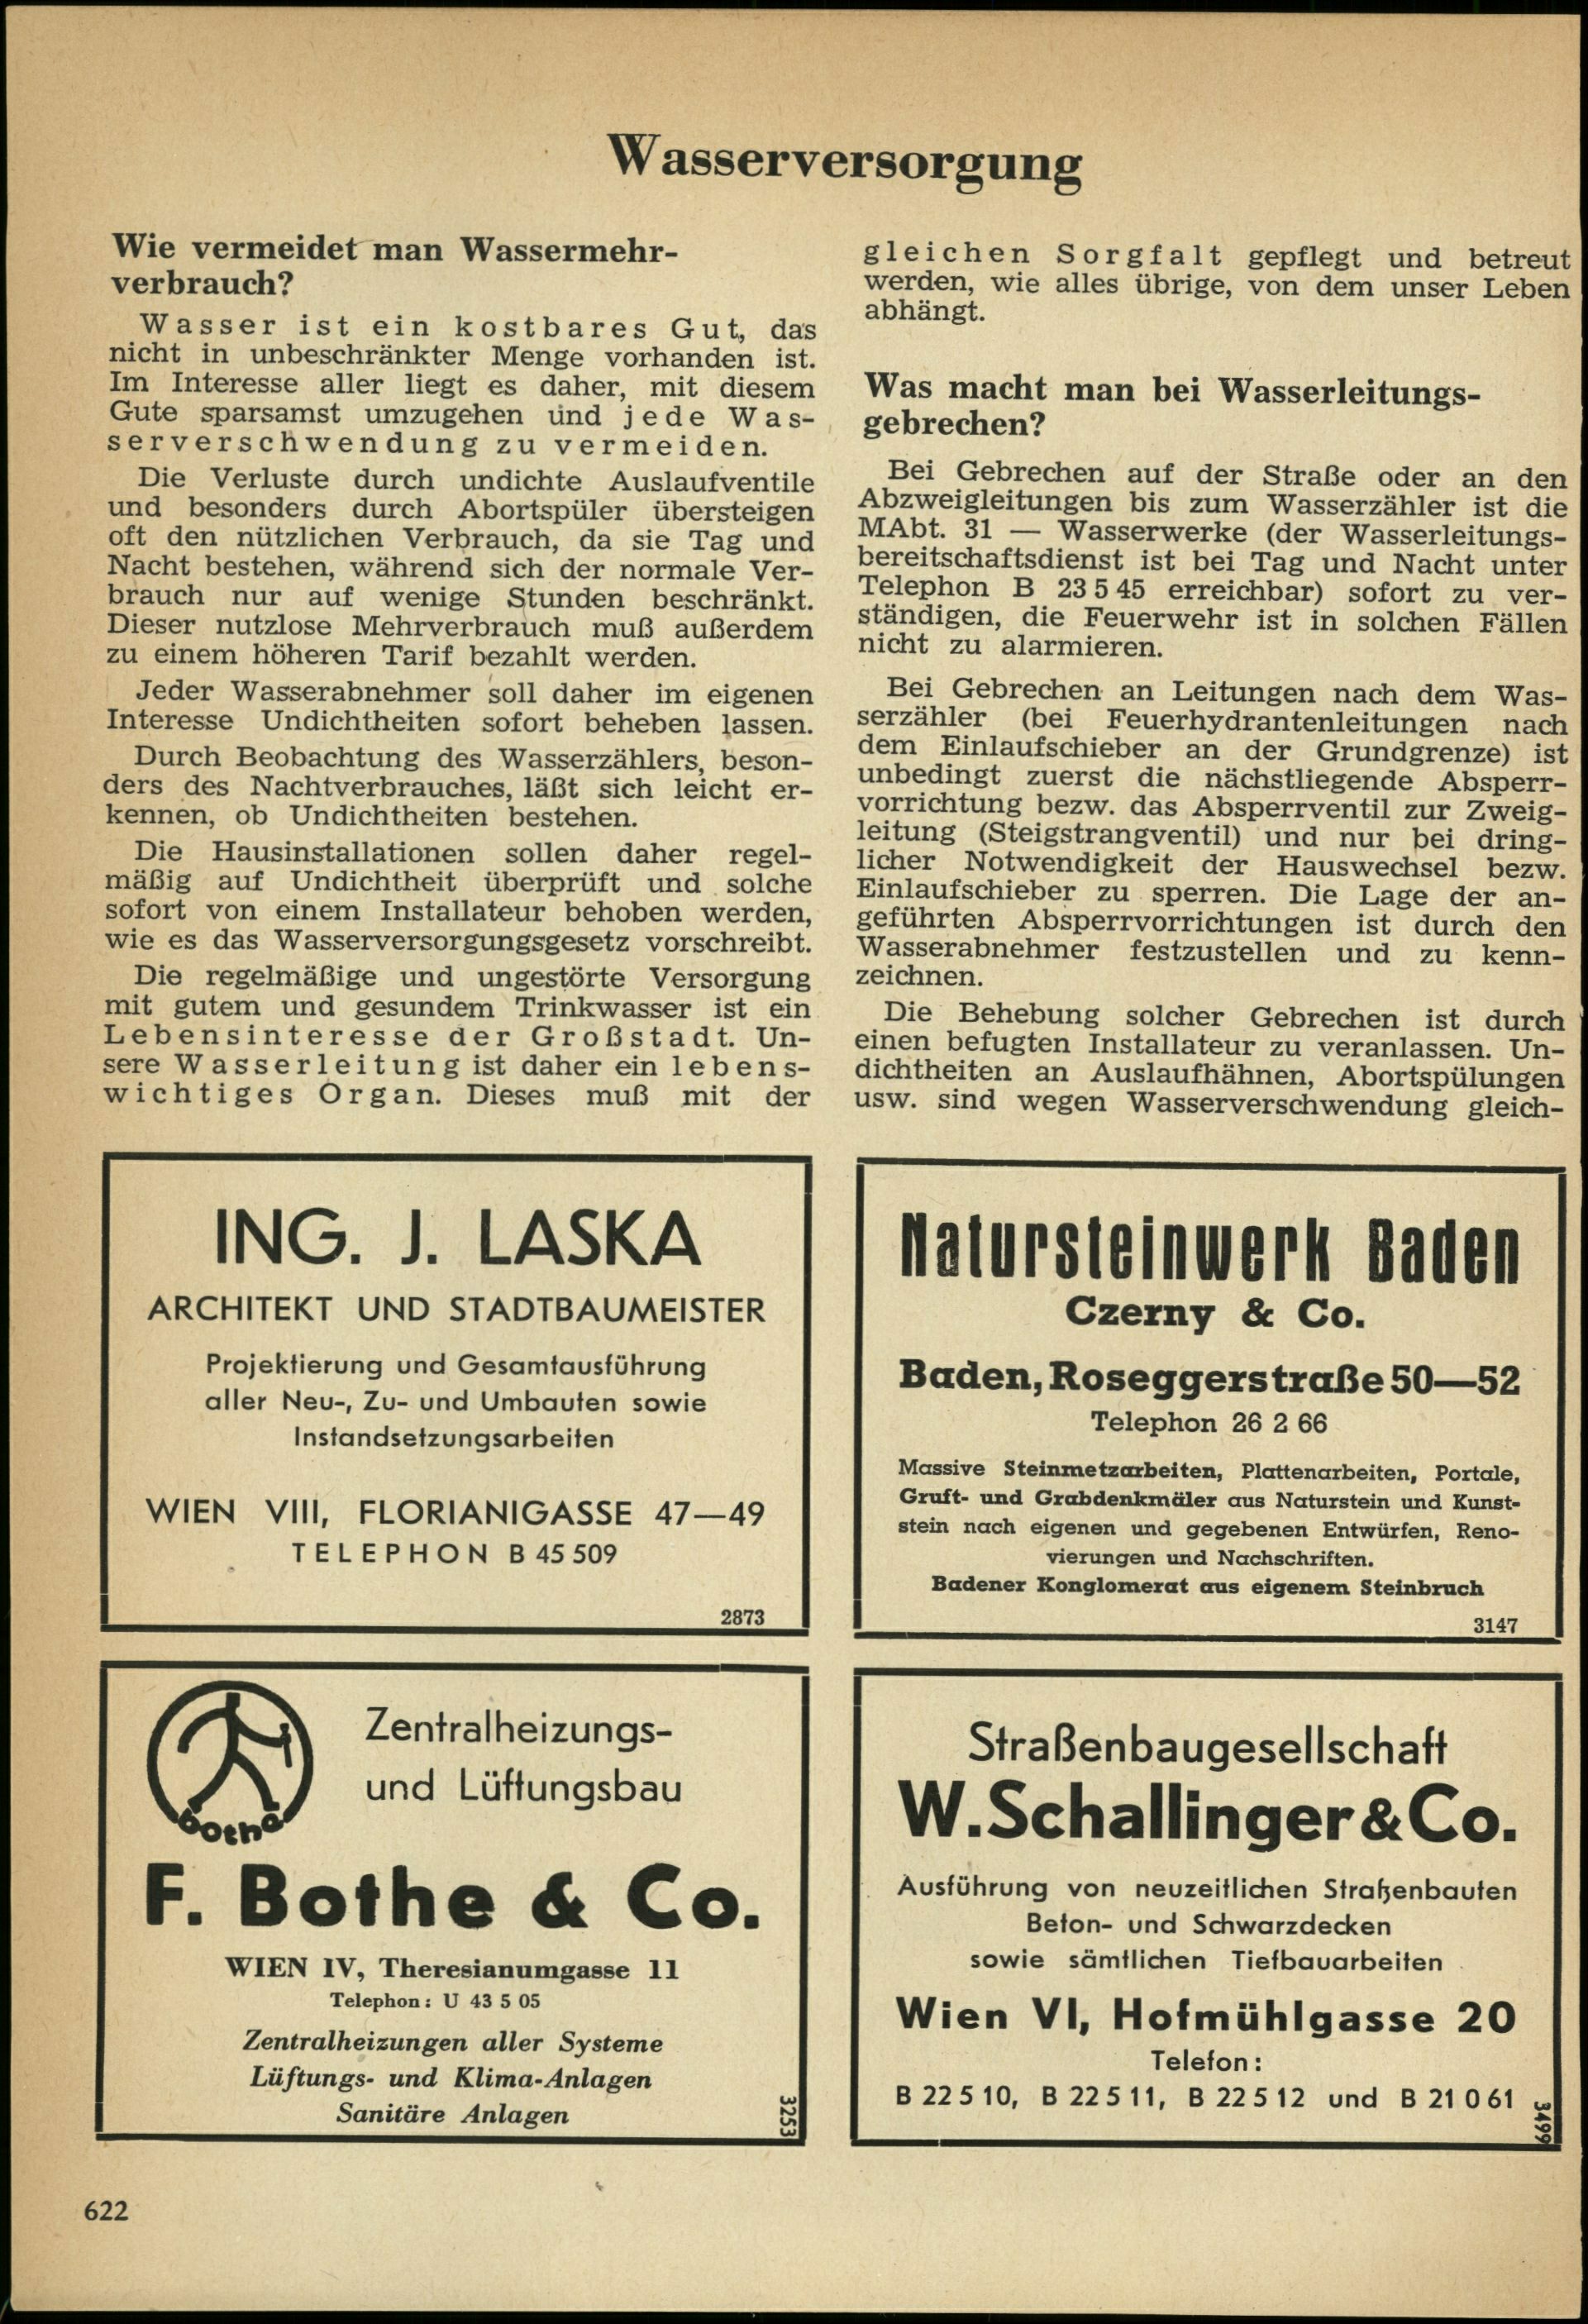 Wasserversorgung
Wie vermeidet man Wassermehr-
verbrauch?
Wasser ist ein kostbares Gut, das
nicht in unbeschränkter Menge vorhanden ist.
Im Interesse aller liegt es daher, mit diesem
Gute sparsamst umzugehen und jede Was-
serverschwendung zu vermeiden.
Die Verluste durch undichte Auslaufventile
und besonders durch Abortspüler übersteigen
oft den nützlichen Verbrauch, da sie Tag und
Nacht bestehen, während sich der normale Ver-
brauch nur auf wenige Stunden beschränkt.
Dieser nutzlose Mehrverbrauch muß außerdem
zu einem höheren Tarif bezahlt werden.
Jeder Wasserabnehmer soll daher im eigenen
Interesse Undichtheiten sofort beheben lassen.
Durch Beobachtung des Wasserzählers, beson-
ders des Nachtverbrauches, läßt sich leicht er-
kennen, ob Undichtheiten bestehen.
Die Hausinstallationen sollen daher regel-
mäßig auf Undichtheit überprüft und solche
sofort von einem Installateur behoben werden,
wie es das Wasserversorgungsgesetz vorschreibt.
Die regelmäßige und ungestörte Versorgung
mit gutem und gesundem Trinkwasser ist ein
Lebensinteresse der Großstadt. Un-
sere Wasserleitung ist daher ein lebens-
wichtiges Organ. Dieses muß mit der
gleichen Sorgfalt gepflegt und betreut
werden, wie alles übrige, von dem unser Leben
abhängt.
Was macht man bei Wasserleitungs-
gebrechen?
Bei Gebrechen auf der Straße oder an den
Abzweigleitungen bis zum Wasserzähler ist die
MAbt. 31 — Wasserwerke (der Wasserleitungs-
bereitschaftsdienst ist bei Tag und Nacht unter
Telephon B 23 5 45 erreichbar) sofort zu ver-
ständigen, die Feuerwehr ist in solchen Fällen
nicht zu alarmieren.
Bei Gebrechen an Leitungen nach dem Was-
serzähler (bei Feuerhydrantenleitungen nach
dem Einlaufschieber an der Grundgrenze) ist
unbedingt zuerst die nächstliegende Absperr-
vorrichtung bezw. das Absperrventil zur Zweig-
leitung (Steigstrangventil) und nur bei dring-
licher Notwendigkeit der Hauswechsel bezw.
Einlaufschieber zu sperren. Die Lage der an-
geführten Absperrvorrichtungen ist durch den
Wasserabnehmer festzustellen und zu kenn-
zeichnen.
Die Behebung solcher Gebrechen ist durch
einen befugten Installateur zu veranlassen. Un-
dichtheiten an Auslaufhähnen, Abortspülungen
usw. sind wegen Wasserverschwendung gleich-
ING. J. LASKA
ARCHITEKT UND STADTBAUMEISTER
Projektierung und Gesamtausführung
aller Neu-, Zu- und Umbauten sowie
Instandsetzungsarbeiten
WIEN VIII, FLORIANIGASSE 47—49
TELEPHON B 45 509
2873
Natursteinwerk Baden
Czerny & Co.
Baden, Roseggerstraße 50—52
Telephon 26 2 66
Massive Steinmetzarbeiten, Plattenarbeiten, Portale,
Gruft- und Grabdenkmäler aus Naturstein und Kunst-
stein nach eigenen und gegebenen Entwürfen, Reno-
vierungen und Nachschriften.
Badener Konglomerat aus eigenem Steinbruch
3147
bothe
Zentralheizungs-
und Lüftungsbau
F. Bothe & Co.
WIEN IV, Theresianumgasse 11
Telephon: U 43 5 05
Zentralheizungen aller Systeme
Lüftungs- und Klima-Anlagen
Sanitäre Anlagen
3253
Straßenbaugesellschaft
W. Schallinger & Co.
Ausführung von neuzeitlichen Straßenbauten
Beton- und Schwarzdecken
sowie sämtlichen Tiefbauarbeiten
Wien VI, Hofmühlgasse 20
Telefon:
B 22 5 10, B 22 5 11, B 22 5 12 und B 21 0 61
3499
622